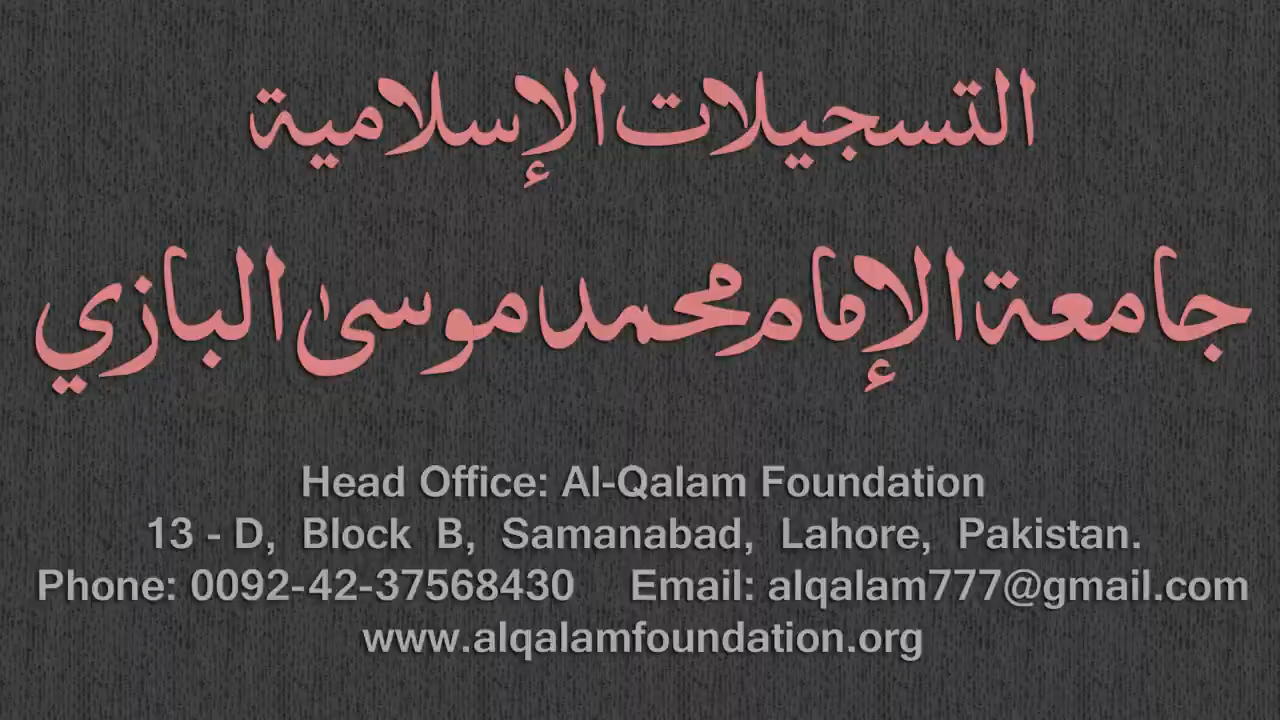 التسجيلات الإسلامية
جامعة الإمام محمد موسىٰ البازي
Head Office: Al-Qalam Foundation
13 - D, Block B, Samanabad, Lahore, Pakistan.
Phone: 0092-42-37568430 Email: alqalam777@gmail.com
www.alqalamfoundation.org